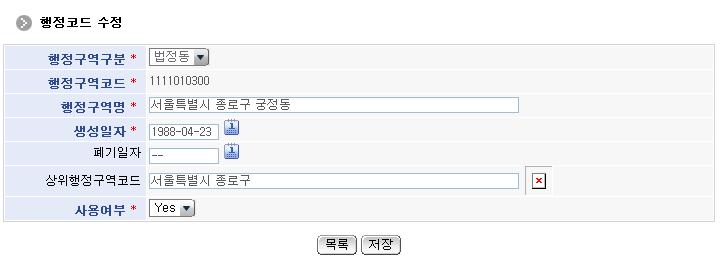 행정코드 수정
행정구역구분 * 법정동
행정구역코드 * 1111010300
행정구역명 * 서울특별시 종로구 궁정동
생성일자 * 1988-04-23
폐기일자 --
상위행정구역코드 서울특별시 종로구
사용여부 * Yes
목록 저장